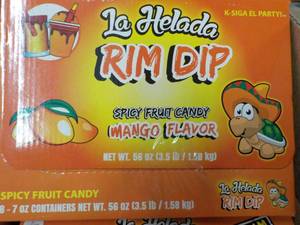 La Helada
K-SIGA EL PARTY!..
RIM DIP
SPICY FRUIT CANDY
MANGO FLAVOR
NET WT. 56 oz (3.5 lb / 1.58 kg)
SPICY FRUIT CANDY
8 - 7 oz CONTAINERS NET WT. 56 oz (3.5 lb / 1.58 kg)
La Helada
RIM DIP